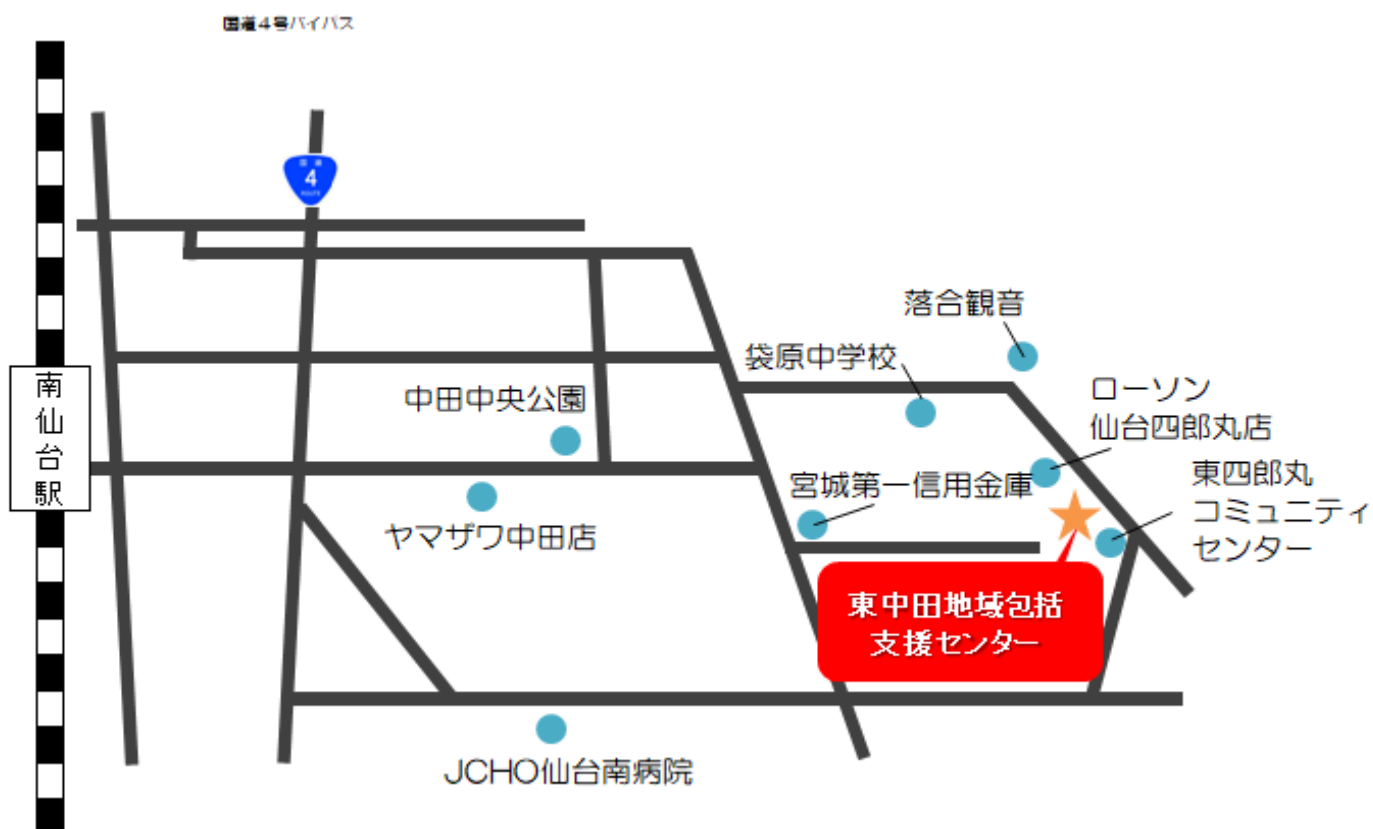 国道4号バイパス
国道
4
ROUTE
落合観音
袋原中学校
ローソン
仙台四郎丸店
中田中央公園
南仙台駅
宮城第一信用金庫
東四郎丸
コミュニティ
センター
ヤマザワ中田店
東中田地域包括
支援センター
JCHO仙台南病院